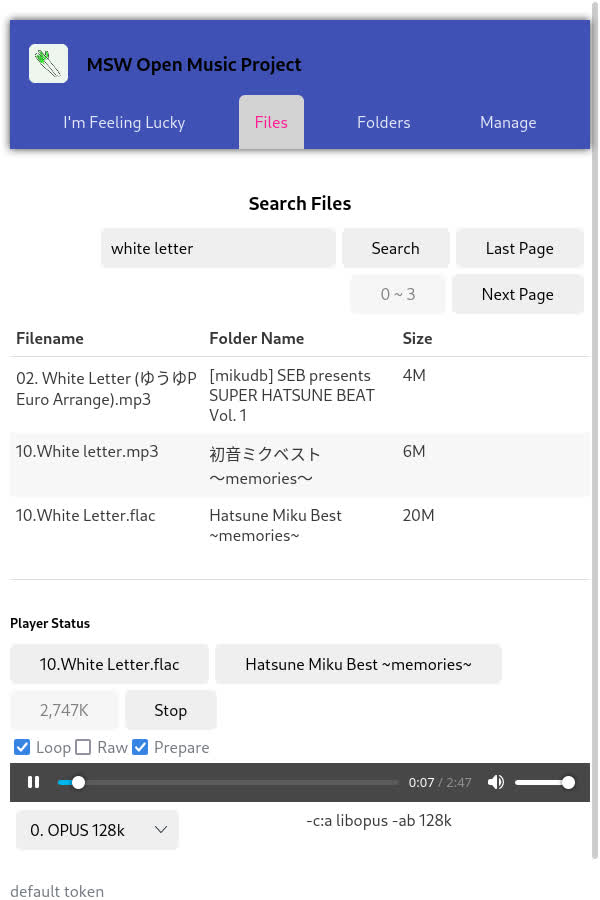 MSW Open Music Project
I'm Feeling Lucky Files Folders Manage
Search Files
white letter Search Last Page
0 ~ 3 Next Page
Filename Folder Name Size
02. White Letter (ゆうゆP
Euro Arrange).mp3
[mikudb] SEB presents
SUPER HATSUNE BEAT
Vol. 1
4M
10.White letter.mp3
初音ミクベスト
〜memories〜
6M
10.White Letter.flac
Hatsune Miku Best
~memories~
20M
Player Status
10.White Letter.flac Hatsune Miku Best ~memories~
2,747K Stop
Loop Raw Prepare
0:07 / 2:47
0. OPUS 128k -c:a libopus -ab 128k
default token